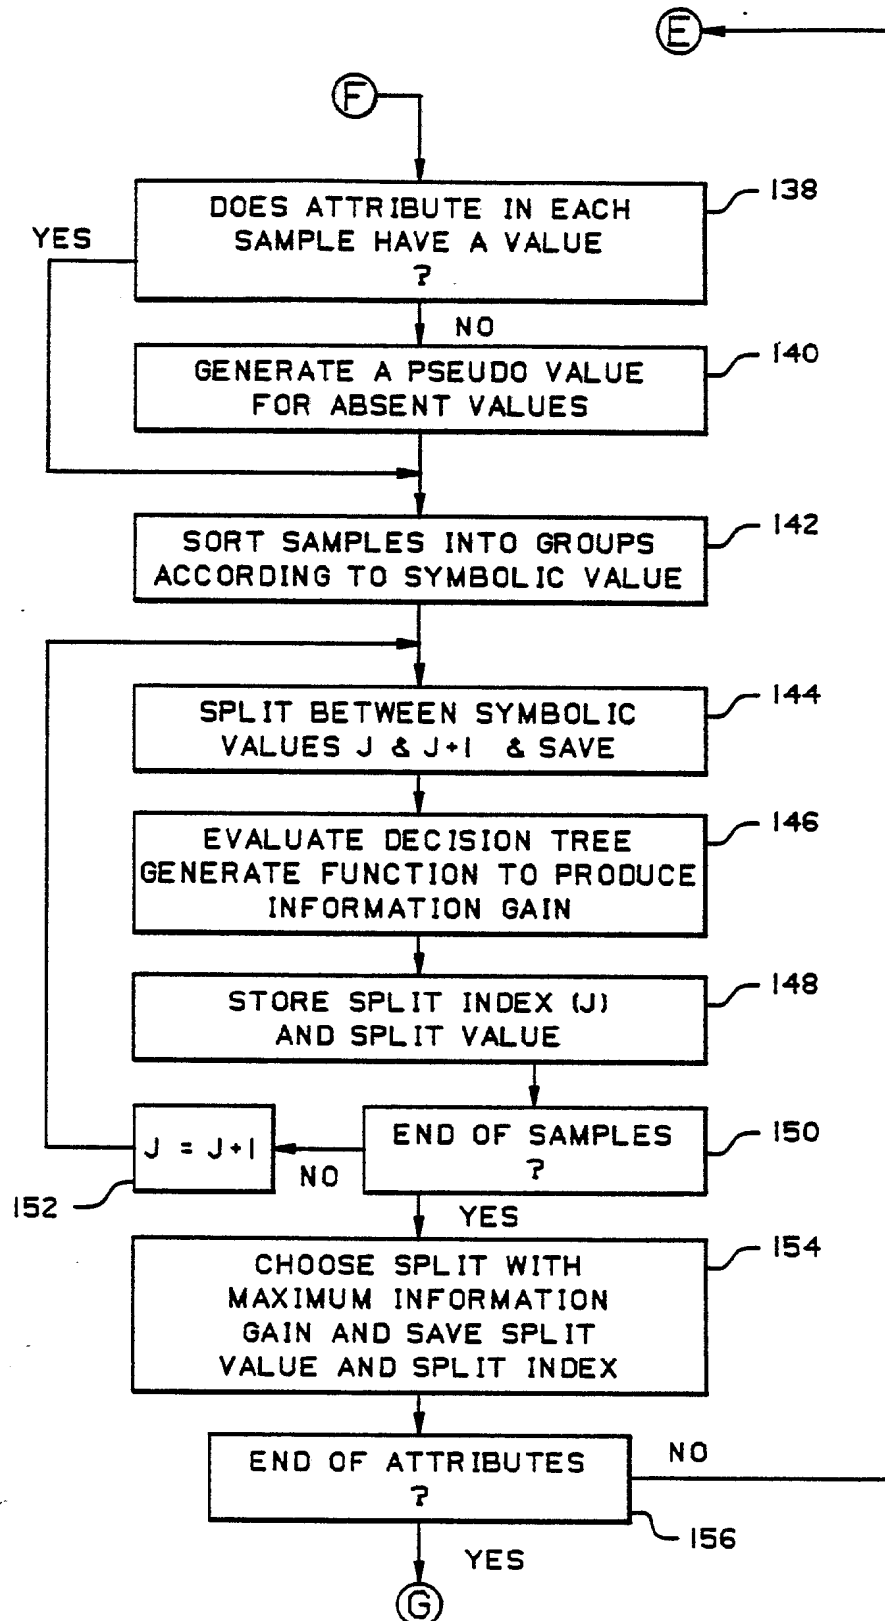 E
F
DOES ATTRIBUTE IN EACH
SAMPLE HAVE A VALUE
?
138
YES
NO
GENERATE A PSEUDO VALUE
FOR ABSENT VALUES
140
SORT SAMPLES INTO GROUPS
ACCORDING TO SYMBOLIC VALUE
142
SPLIT BETWEEN SYMBOLIC
VALUES J & J+1 & SAVE
144
EVALUATE DECISION TREE
GENERATE FUNCTION TO PRODUCE
INFORMATION GAIN
146
STORE SPLIT INDEX (J)
AND SPLIT VALUE
148
END OF SAMPLES
?
150
J = J+1
NO
152
YES
CHOOSE SPLIT WITH
MAXIMUM INFORMATION
GAIN AND SAVE SPLIT
VALUE AND SPLIT INDEX
154
END OF ATTRIBUTES
?
NO
156
YES
G